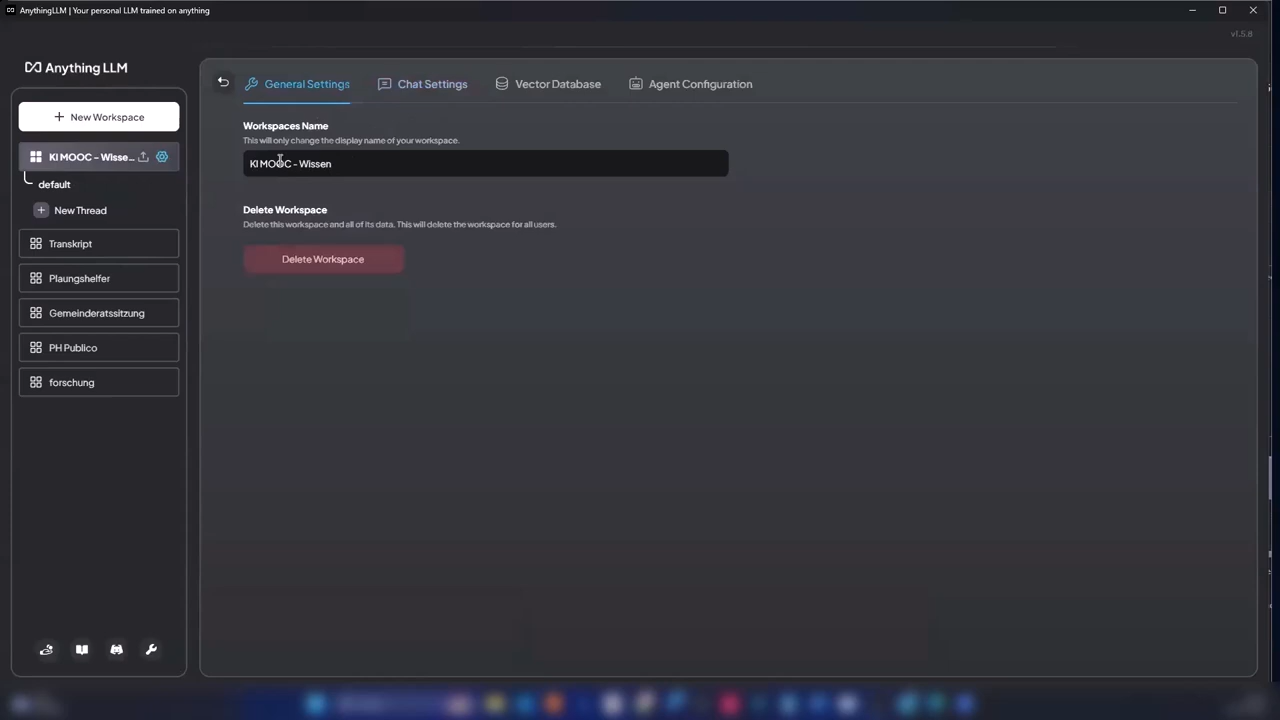 AnythingLLM | Your personal LLM trained on anything
v1.5.8
Anything LLM
New Workspace
KI MOOC - Wisse...
default
New Thread
Transkript
Plaungshelfer
Gemeinderatssitzung
PH Publico
forschung
General Settings
Chat Settings
Vector Database
Agent Configuration
Workspaces Name
This will only change the display name of your workspace.
KI MOOC - Wissen
Delete Workspace
Delete this workspace and all of its data. This will delete the workspace for all users.
Delete Workspace